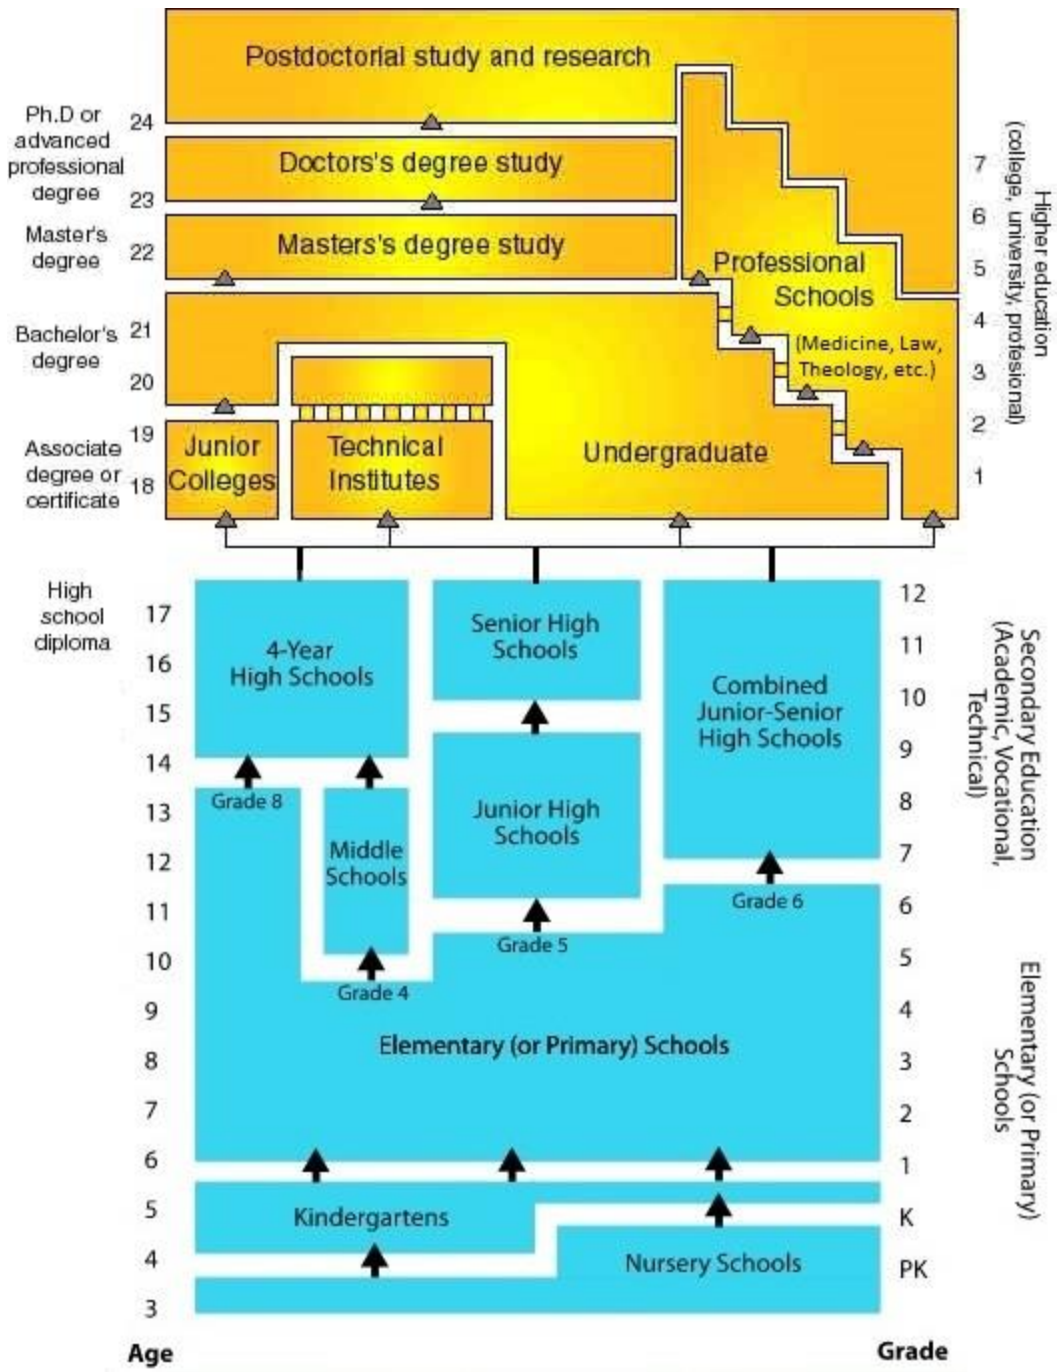 Postdoctorial study and research
Ph.D or
advanced
professional
degree
24
Doctors's degree study
23
Master's
degree
22
Masters's degree study
Professional
Schools
(Medicine, Law,
Theology, etc.)
Bachelor's
degree
21
20
Associate
degree or
certificate
19
18
Junior
Colleges
Technical
Institutes
Undergraduate
7
6
5
4
3
2
1
Higher education
(college, university, profesional)
High
school
diploma
17
16
15
14
13
12
11
10
9
8
7
6
5
4
3
Age
4-Year
High Schools
Senior High
Schools
Combined
Junior-Senior
High Schools
Grade 8
Middle
Schools
Junior High
Schools
Grade 6
Grade 5
Grade 4
Elementary (or Primary) Schools
Kindergartens
Nursery Schools
12
11
10
9
8
7
6
5
4
3
2
1
K
PK
Grade
Secondary Education
(Academic, Vocational,
Technical)
Elementary (or Primary)
Schools